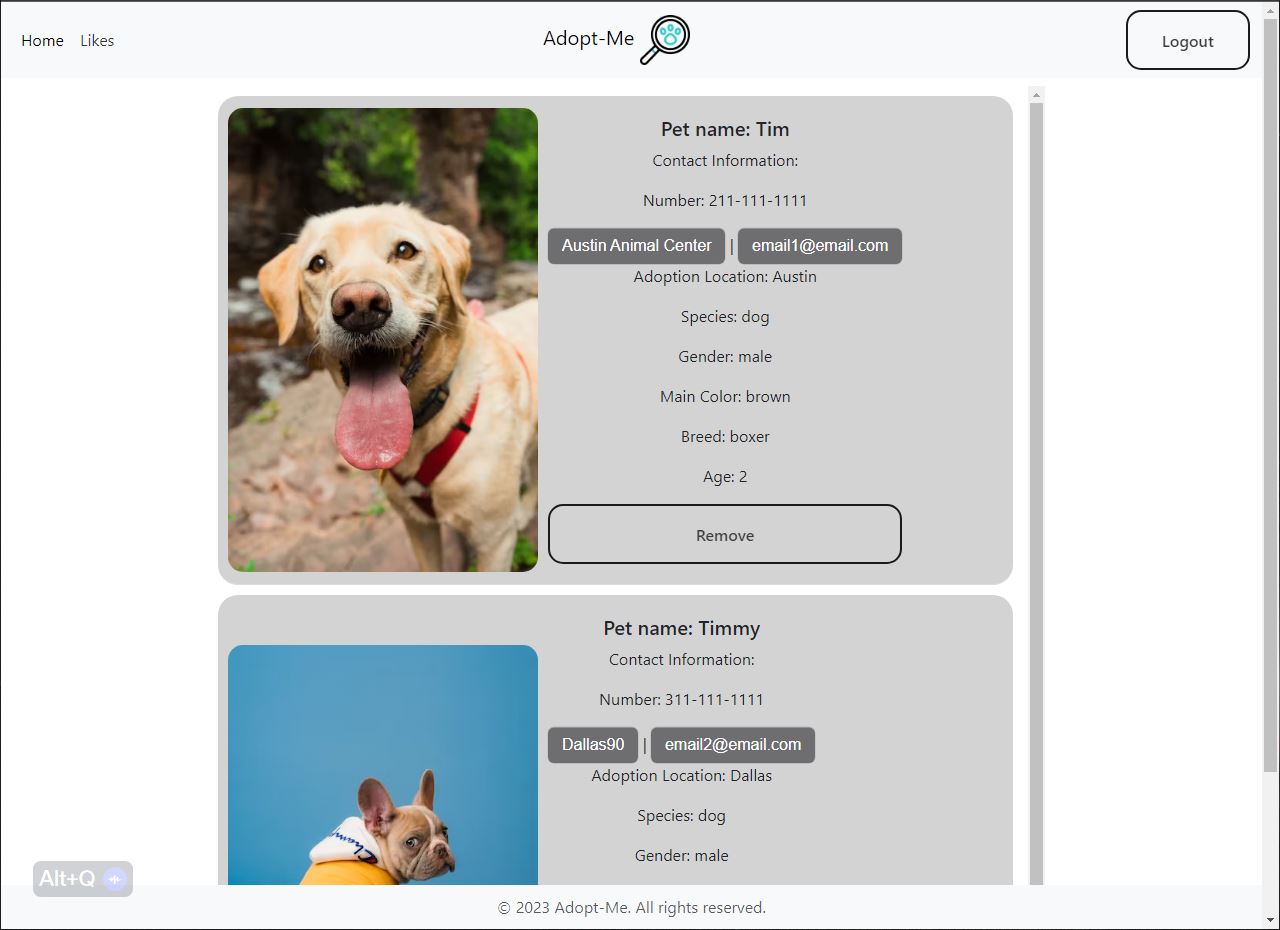 Home Likes Adopt-Me Logout
Pet name: Tim
Contact Information:
Number: 211-111-1111
Austin Animal Center | email1@email.com
Adoption Location: Austin
Species: dog
Gender: male
Main Color: brown
Breed: boxer
Age: 2
Remove
Pet name: Timmy
Contact Information:
Number: 311-111-1111
Dallas90 | email2@email.com
Adoption Location: Dallas
Species: dog
Gender: male
Alt+Q
© 2023 Adopt-Me. All rights reserved.